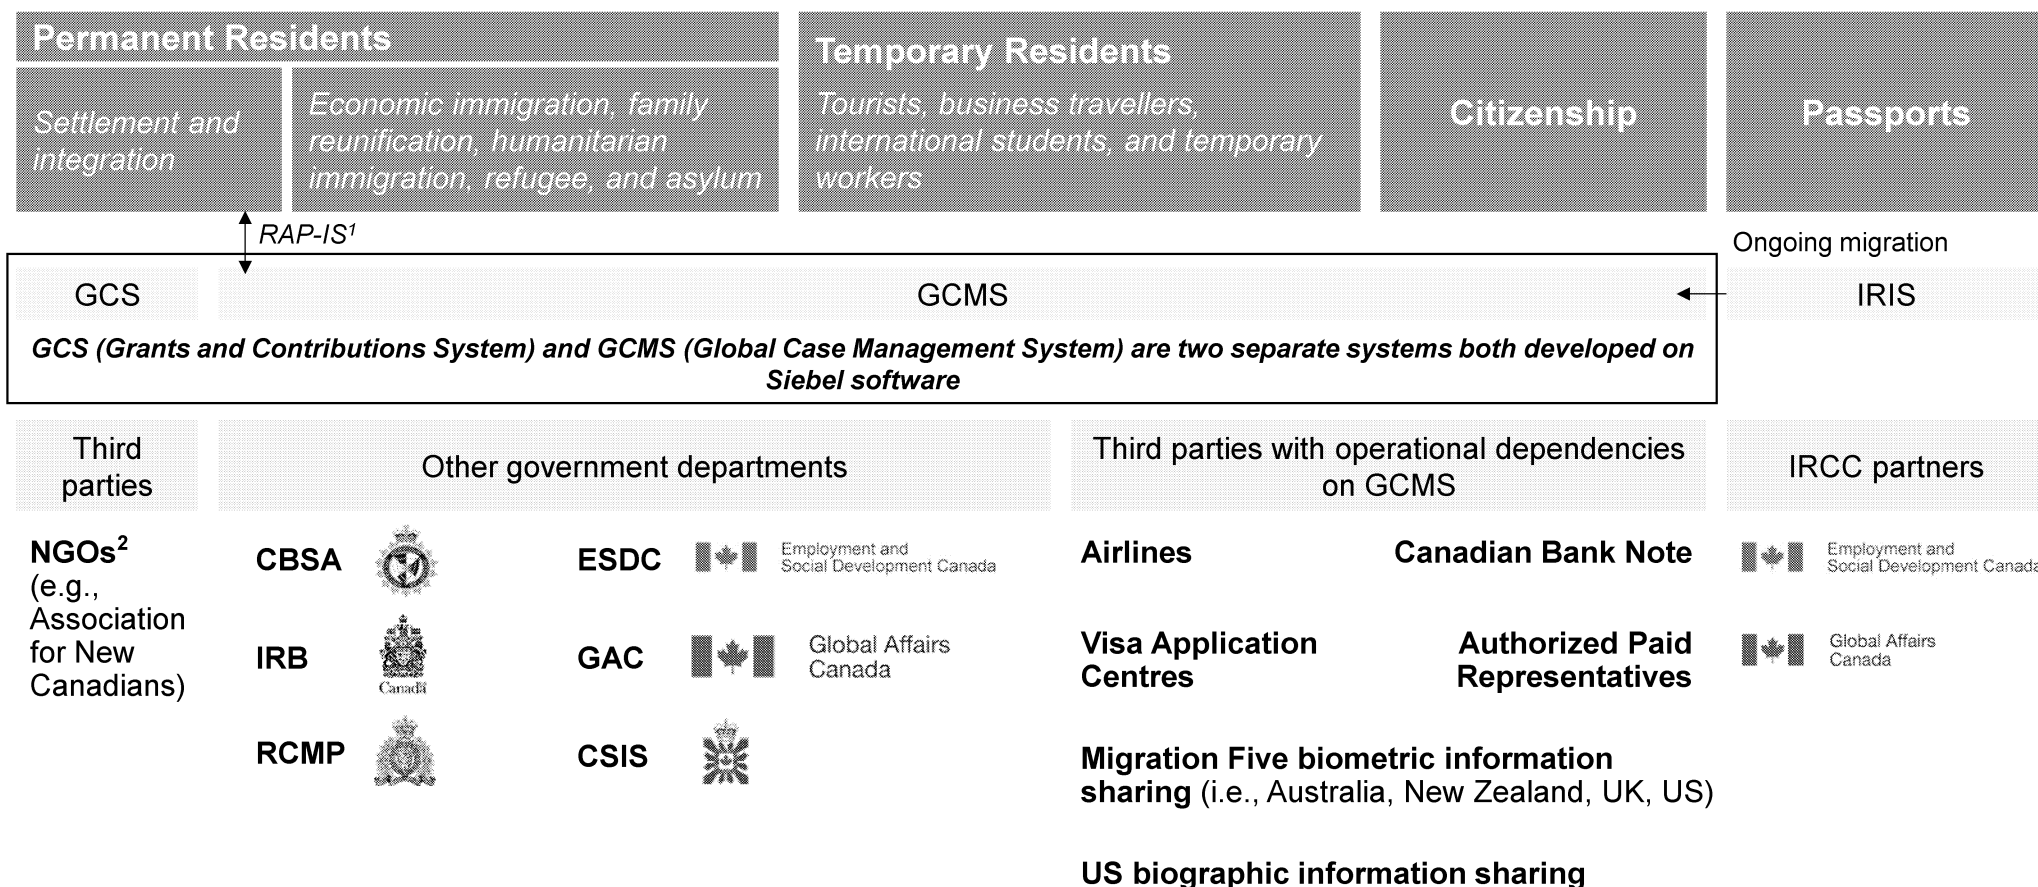 Permanent Residents
Settlement and
integration
Economic immigration, family
reunification, humanitarian
immigration, refugee, and asylum
Temporary Residents
Tourists, business travellers,
international students, and temporary
workers
Citizenship
Passports
RAP-IS¹
Ongoing migration
GCS
GCMS
IRIS
GCS (Grants and Contributions System) and GCMS (Global Case Management System) are two separate systems both developed on
Siebel software
Third
parties
Other government departments
Third parties with operational dependencies
on GCMS
IRCC partners
NGOs²
(e.g.,
Association
for New
Canadians)
CBSA
IRB
Canada
RCMP
ESDC
Employment and
Social Development Canada
GAC
Global Affairs
Canada
CSIS
Airlines
Canadian Bank Note
Visa Application
Centres
Authorized Paid
Representatives
Migration Five biometric information
sharing (i.e., Australia, New Zealand, UK, US)
US biographic information sharing
Employment and
Social Development Canada
Global Affairs
Canada